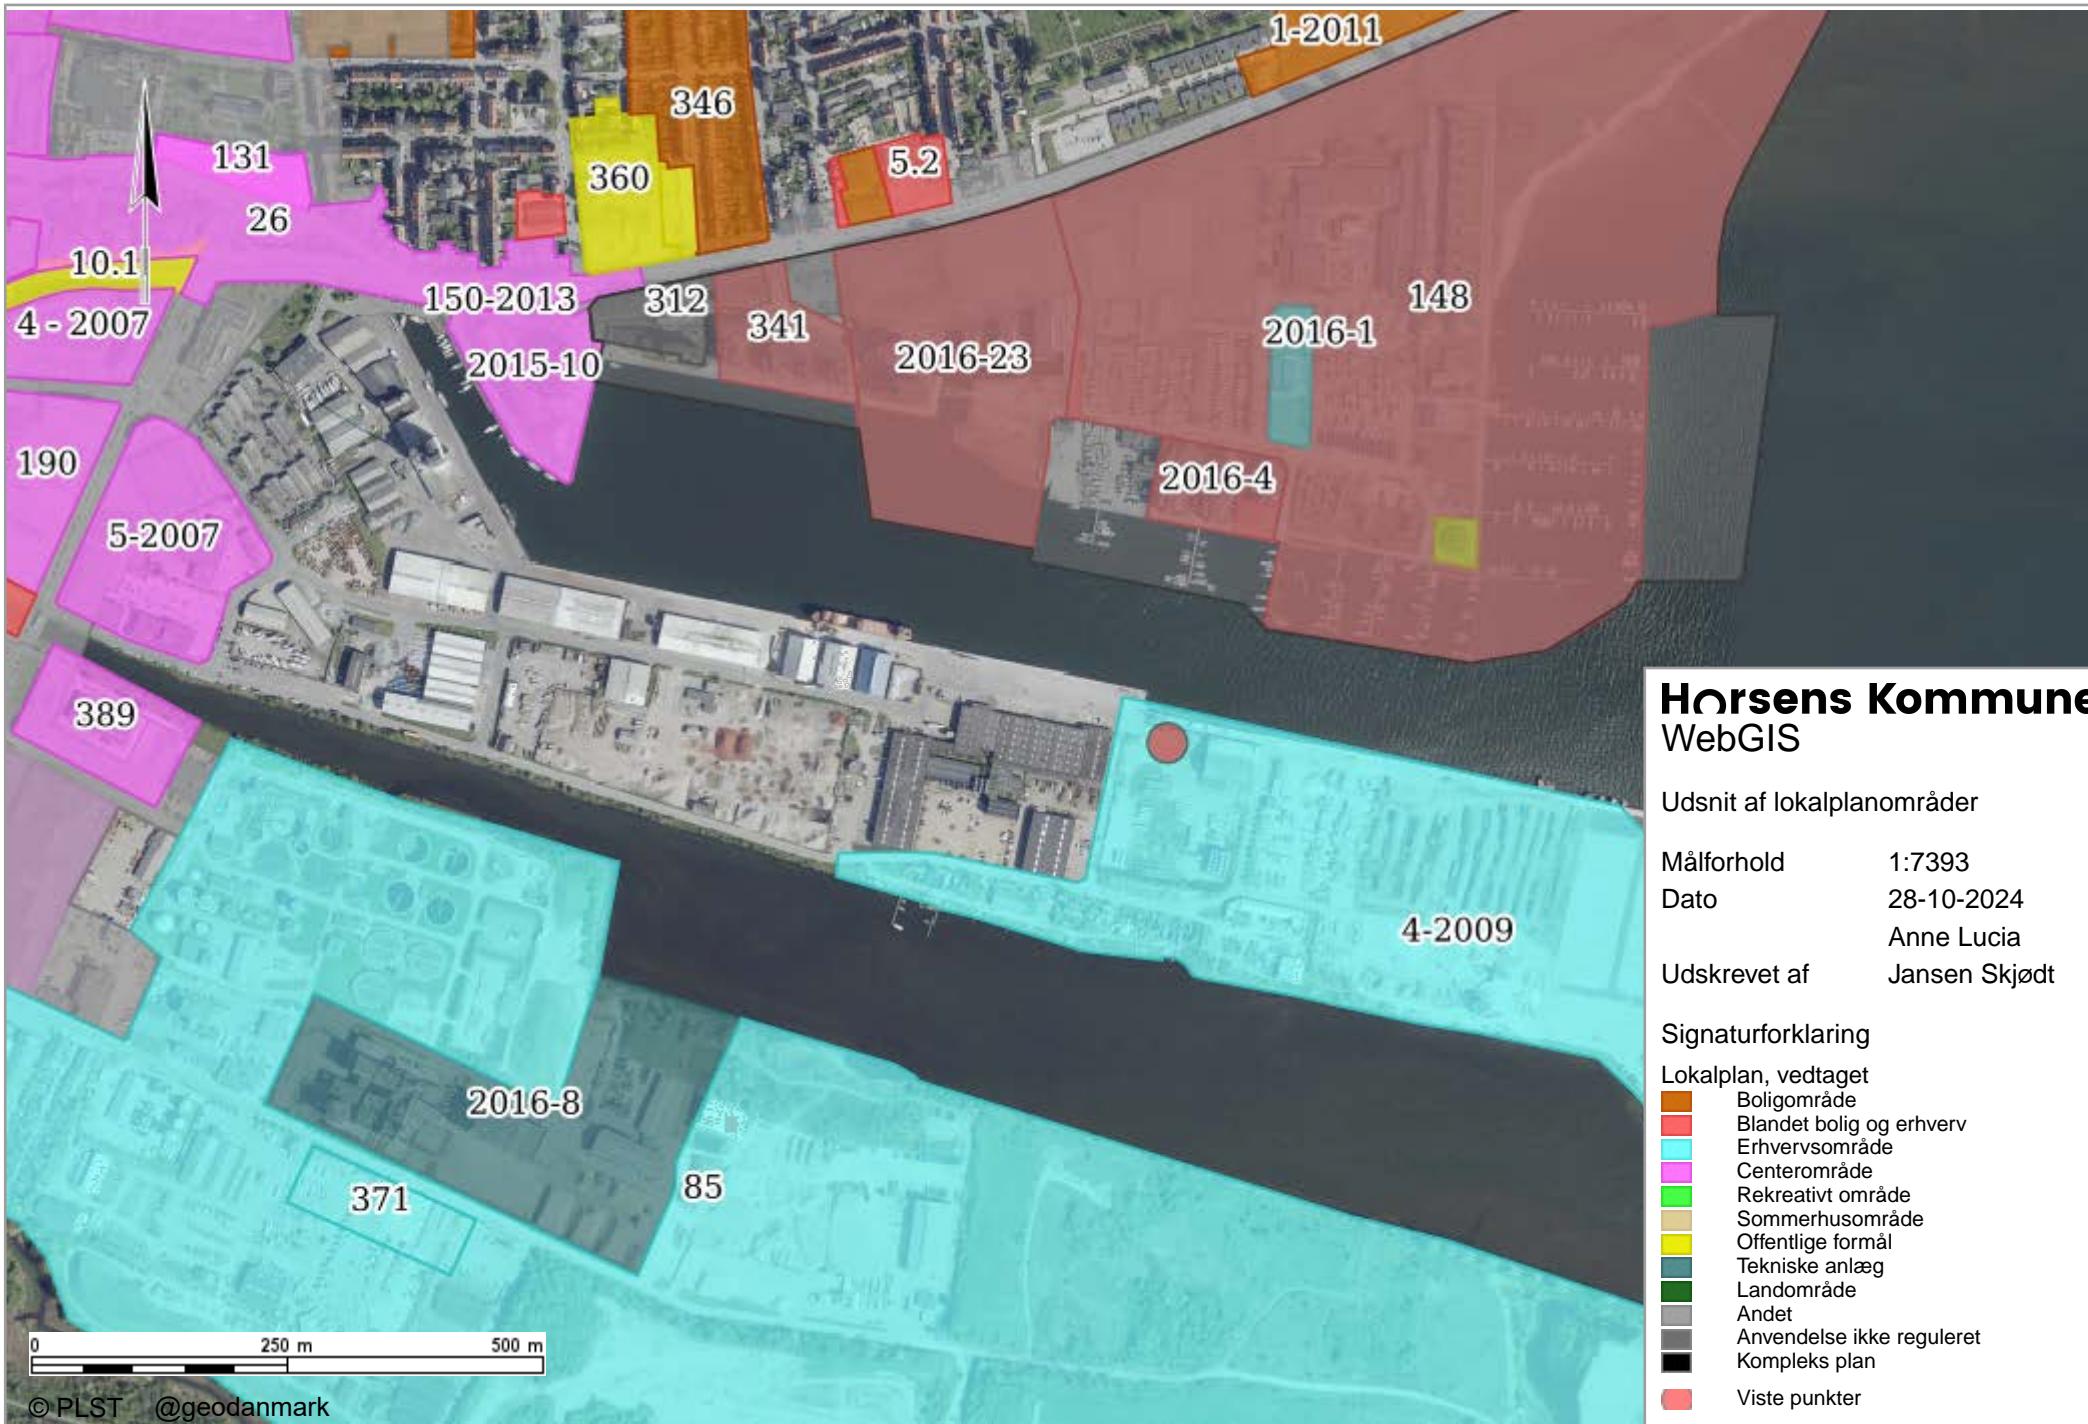 1-2011
346
131
5.2
360
26
10.1
150-2013
312
148
4 - 2007
341
2016-1
2015-10
2016-23
190
2016-4
5-2007
389
4-2009
2016-8
85
371
0 250 m 500 m
© PLST @geodanmark
Horsens Kommune
WebGIS
Udsnit af lokalplanområder
Målforhold 1:7393
Dato 28-10-2024
Anne Lucia
Udskrevet af Jansen Skjødt
Signaturforklaring
Lokalplan, vedtaget
Boligområde
Blandet bolig og erhverv
Erhvervsområde
Centerområde
Rekreativt område
Sommerhusområde
Offentlige formål
Tekniske anlæg
Landområde
Andet
Anvendelse ikke reguleret
Kompleks plan
Viste punkter